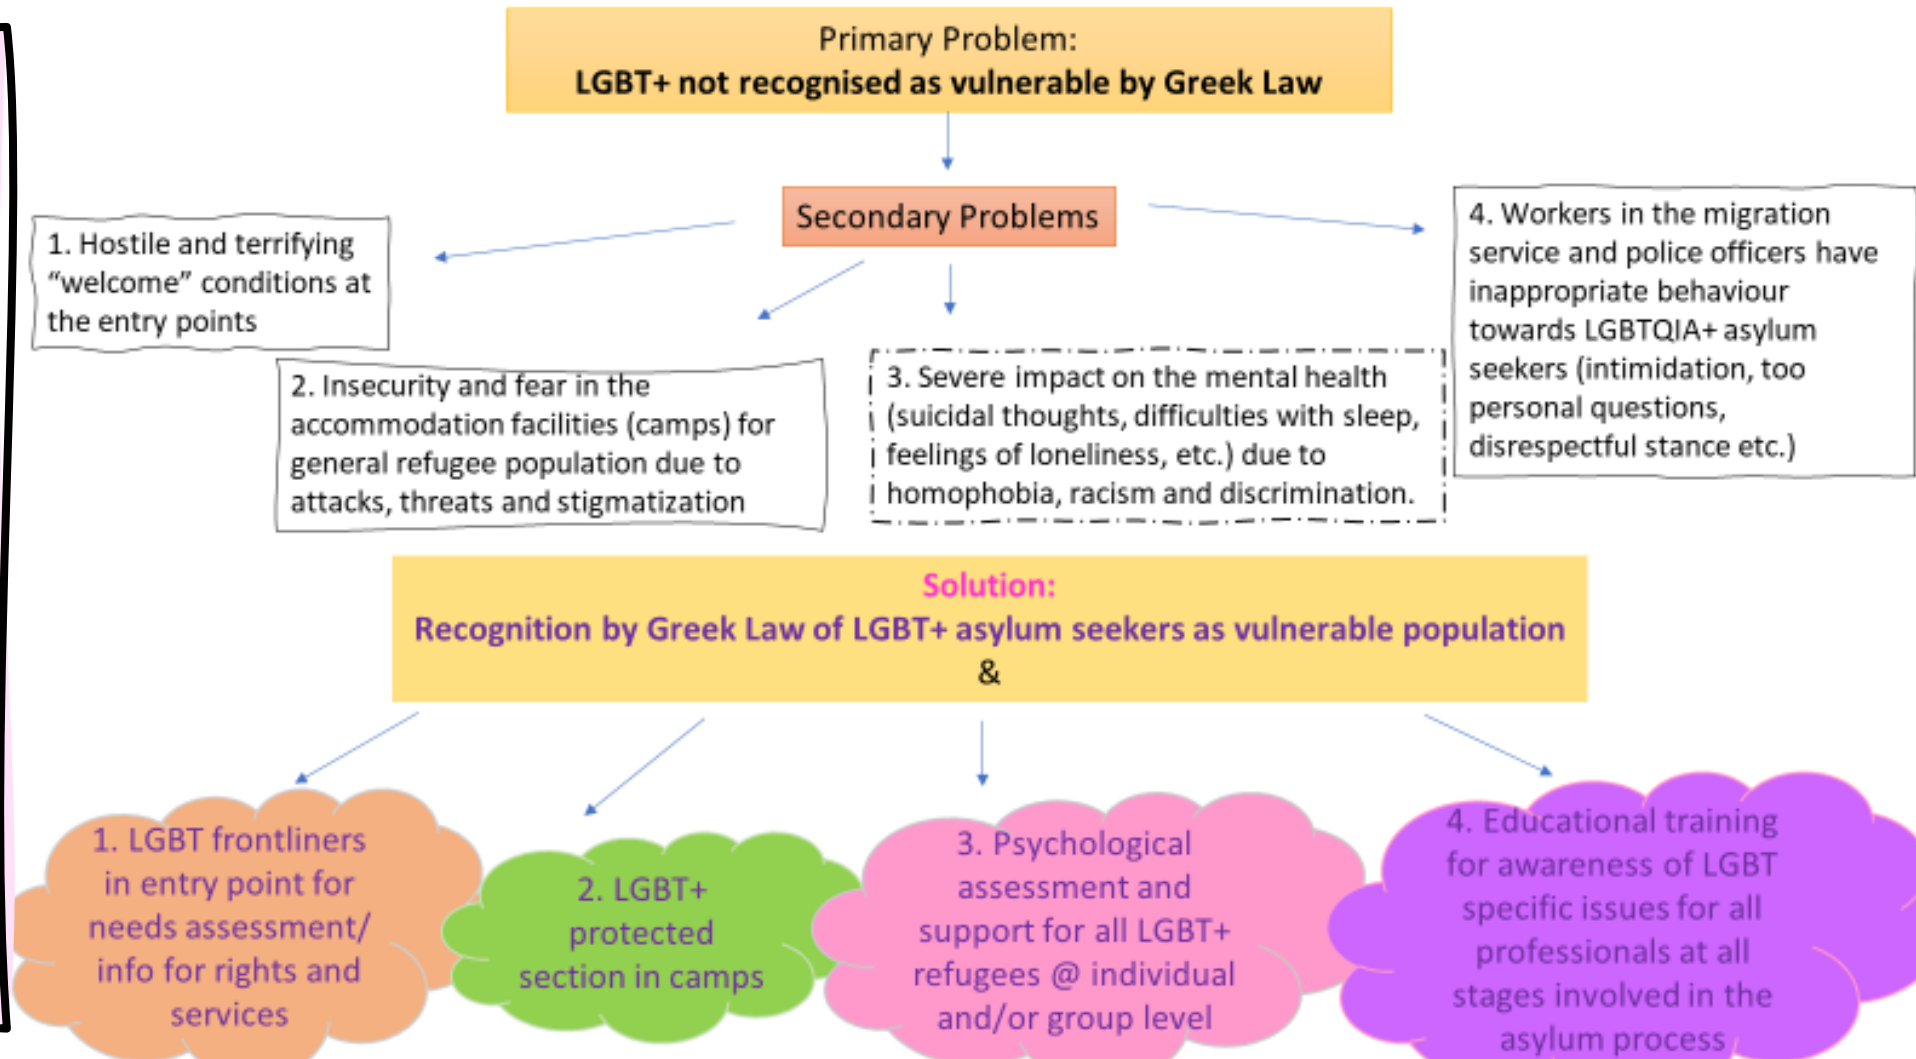 Primary Problem:
LGBT+ not recognised as vulnerable by Greek Law
Secondary Problems
1. Hostile and terrifying
“welcome” conditions at
the entry points
2. Insecurity and fear in the
accommodation facilities (camps) for
general refugee population due to
attacks, threats and stigmatization
3. Severe impact on the mental health
(suicidal thoughts, difficulties with sleep,
feelings of loneliness, etc.) due to
homophobia, racism and discrimination.
4. Workers in the migration
service and police officers have
inappropriate behaviour
towards LGBTQIA+ asylum
seekers (intimidation, too
personal questions,
disrespectful stance etc.)
Solution:
Recognition by Greek Law of LGBT+ asylum seekers as vulnerable population
&
1. LGBT frontliners
in entry point for
needs assessment/
info for rights and
services
2. LGBT+
protected
section in camps
3. Psychological
assessment and
support for all LGBT+
refugees @ individual
and/or group level
4. Educational training
for awareness of LGBT
specific issues for all
professionals at all
stages involved in the
asylum process